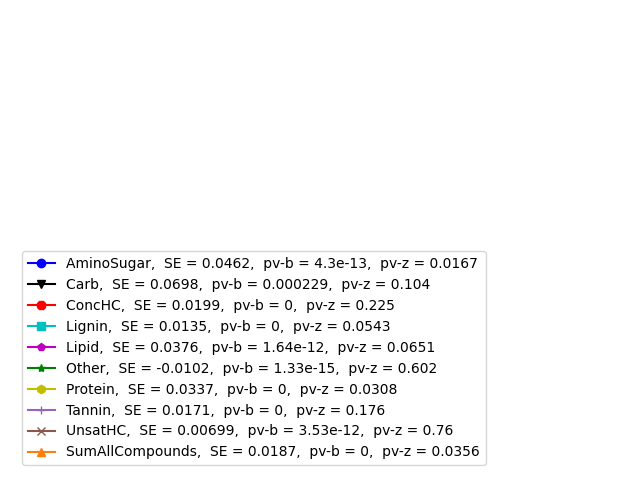 AminoSugar,  SE = 0.0462,  pv-b = 4.3e-13,  pv-z = 0.0167
Carb,  SE = 0.0698,  pv-b = 0.000229,  pv-z = 0.104
ConcHC,  SE = 0.0199,  pv-b = 0,  pv-z = 0.225
Lignin,  SE = 0.0135,  pv-b = 0,  pv-z = 0.0543
Lipid,  SE = 0.0376,  pv-b = 1.64e-12,  pv-z = 0.0651
Other,  SE = -0.0102,  pv-b = 1.33e-15,  pv-z = 0.602
Protein,  SE = 0.0337,  pv-b = 0,  pv-z = 0.0308
Tannin,  SE = 0.0171,  pv-b = 0,  pv-z = 0.176
UnsatHC,  SE = 0.00699,  pv-b = 3.53e-12,  pv-z = 0.76
SumAllCompounds,  SE = 0.0187,  pv-b = 0,  pv-z = 0.0356